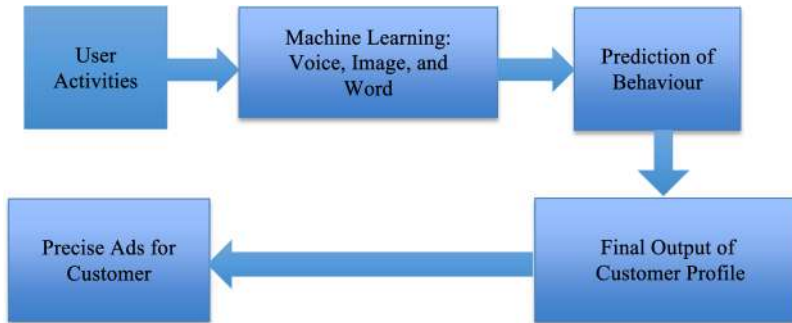 User
Activities
Machine Learning:
Voice, Image, and
Word
Prediction of
Behaviour
Final Output of
Customer Profile
Precise Ads for
Customer